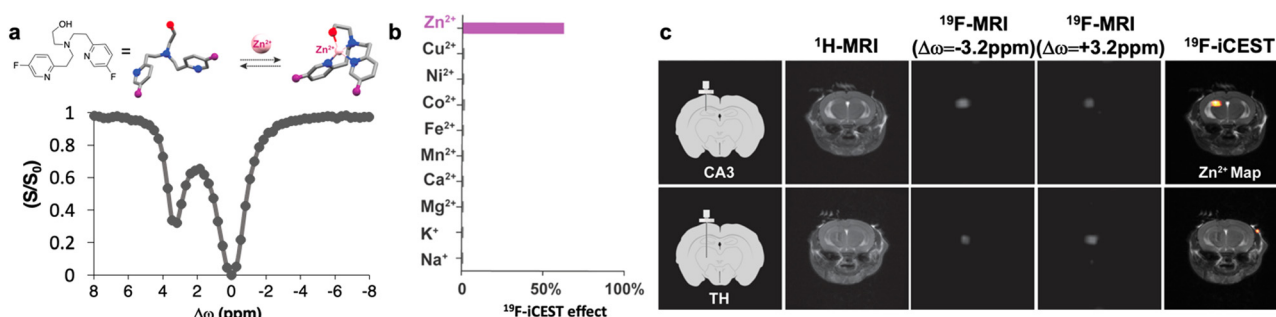 a
OH
N
N
N
F
F
=
Zn²⁺
Zn²⁺
(S/S₀)
1
0.8
0.6
0.4
0.2
0
8 6 4 2 0 -2 -4 -6 -8
Δω (ppm)
b
Zn²⁺
Cu²⁺
Ni²⁺
Co²⁺
Fe²⁺
Mn²⁺
Ca²⁺
Mg²⁺
K⁺
Na⁺
0 50% 100%
¹⁹F-iCEST effect
c
¹H-MRI
¹⁹F-MRI
(Δω=-3.2ppm)
¹⁹F-MRI
(Δω=+3.2ppm)
¹⁹F-iCEST
CA3
Zn²⁺ Map
TH